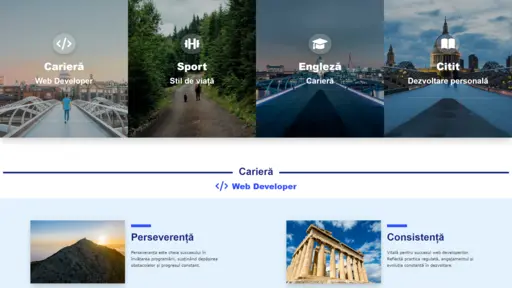 Carieră
Web Developer
Sport
Stil de viață
Engleză
Carieră
Citit
Dezvoltare personală
Carieră
Web Developer
Perseverență
Perseverența este cheia succesului în
învățarea programării, susținând depășirea
obstacolelor și progresul constant.
Consistență
Vitală pentru succesul web developerilor.
Reflectă practica regulată, angajamentul și
evoluția constantă în dezvoltare.